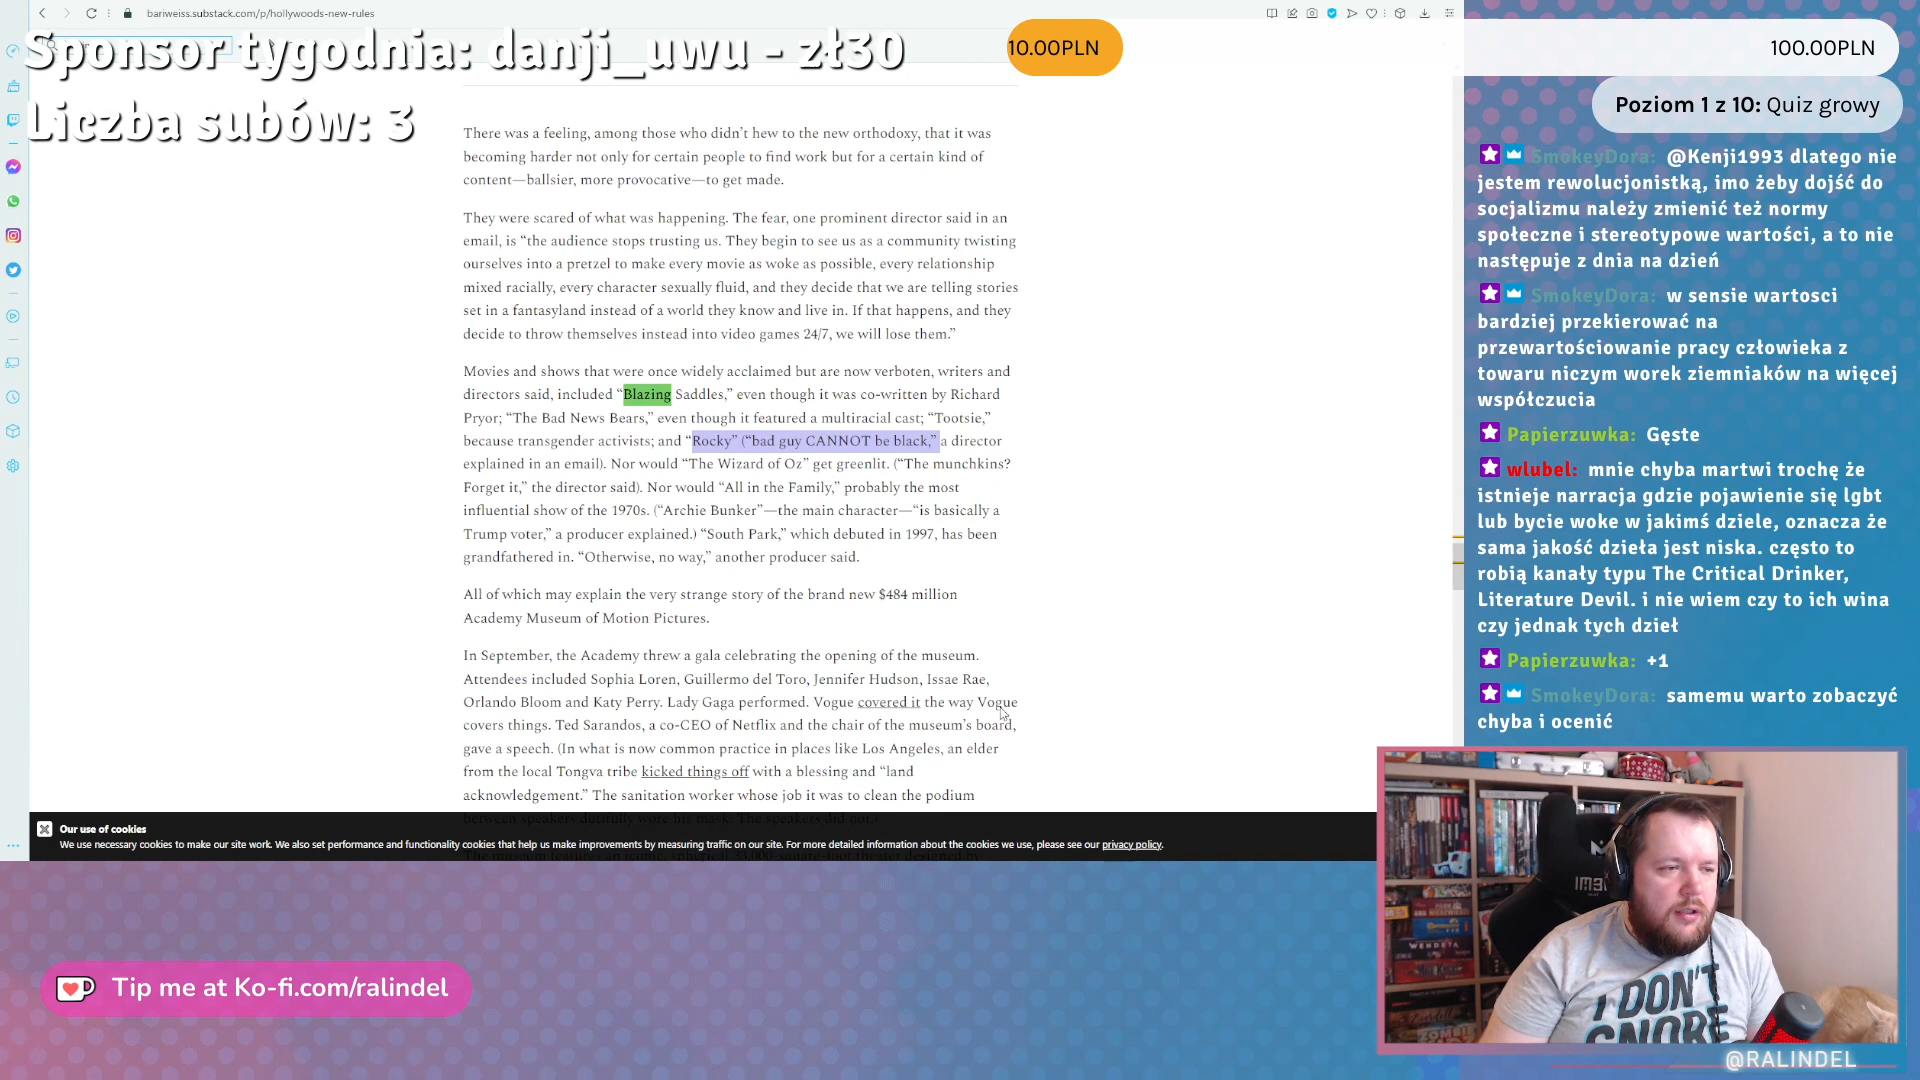 bariweiss.substack.com/p/hollywoods-new-rules
Sponsor tygodnia: danji_uwu - zł30
Liczba subów: 3
10.00PLN
100.00PLN
Poziom 1 z 10: Quiz growy
There was a feeling, among those who didn’t hew to the new orthodoxy, that it was
becoming harder not only for certain people to find work but for a certain kind of
content—ballsier, more provocative—to get made.
They were scared of what was happening. The fear, one prominent director said in an
email, is “the audience stops trusting us. They begin to see us as a community twisting
ourselves into a pretzel to make every movie as woke as possible, every relationship
mixed racially, every character sexually fluid, and they decide that we are telling stories
set in a fantasyland instead of a world they know and live in. If that happens, and they
decide to throw themselves instead into video games 24/7, we will lose them.”
Movies and shows that were once widely acclaimed but are now verboten, writers and
directors said, included “Blazing Saddles,” even though it was co-written by Richard
Pryor; “The Bad News Bears,” even though it featured a multiracial cast; “Tootsie,”
because transgender activists; and “Rocky” (“bad guy CANNOT be black,” a director
explained in an email). Nor would “The Wizard of Oz” get greenlit. (“The munchkins?
Forget it,” the director said). Nor would “All in the Family,” probably the most
influential show of the 1970s. (“Archie Bunker”—the main character—“is basically a
Trump voter,” a producer explained.) “South Park,” which debuted in 1997, has been
grandfathered in. “Otherwise, no way,” another producer said.
All of which may explain the very strange story of the brand new $484 million
Academy Museum of Motion Pictures.
In September, the Academy threw a gala celebrating the opening of the museum.
Attendees included Sophia Loren, Guillermo del Toro, Jennifer Hudson, Issae Rae,
Orlando Bloom and Katy Perry. Lady Gaga performed. Vogue covered it the way Vogue
covers things. Ted Sarandos, a co-CEO of Netflix and the chair of the museum’s board,
gave a speech. (In what is now common practice in places like Los Angeles, an elder
from the local Tongva tribe kicked things off with a blessing and “land
acknowledgement.” The sanitation worker whose job it was to clean the podium
between speakers dutifully wore his mask. The speakers did not.)
Our use of cookies
We use necessary cookies to make our site work. We also set performance and functionality cookies that help us make improvements by measuring traffic on our site. For more detailed information about the cookies we use, please see our privacy policy.
Tip me at Ko-fi.com/ralindel
SmokeyDora: @Kenji1993 dlatego nie
jestem rewolucjonistką, imo żeby dojść do
socjalizmu należy zmienić też normy
społeczne i stereotypowe wartości, a to nie
następuje z dnia na dzień
SmokeyDora: w sensie wartosci
bardziej przekierować na
przewartościowanie pracy człowieka z
towaru niczym worek ziemniaków na więcej
współczucia
Papierzuwka: Gęste
wlubel: mnie chyba martwi trochę że
istnieje narracja gdzie pojawienie się lgbt
lub bycie woke w jakimś dziele, oznacza że
sama jakość dzieła jest niska. często to
robią kanały typu The Critical Drinker,
Literature Devil. i nie wiem czy to ich wina
czy jednak tych dzieł
Papierzuwka: +1
SmokeyDora: samemu warto zobaczyć
chyba i ocenić
WENDETA
I DON'T
@RALINDEL